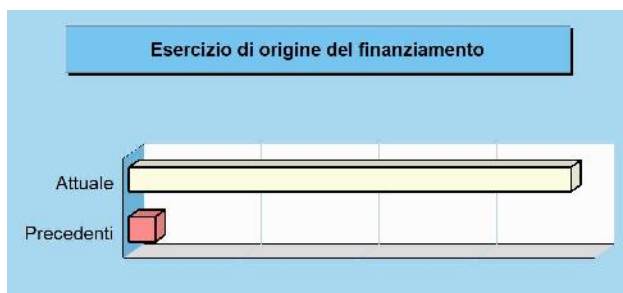 Esercizio di origine del finanziamento
Attuale
Precedenti